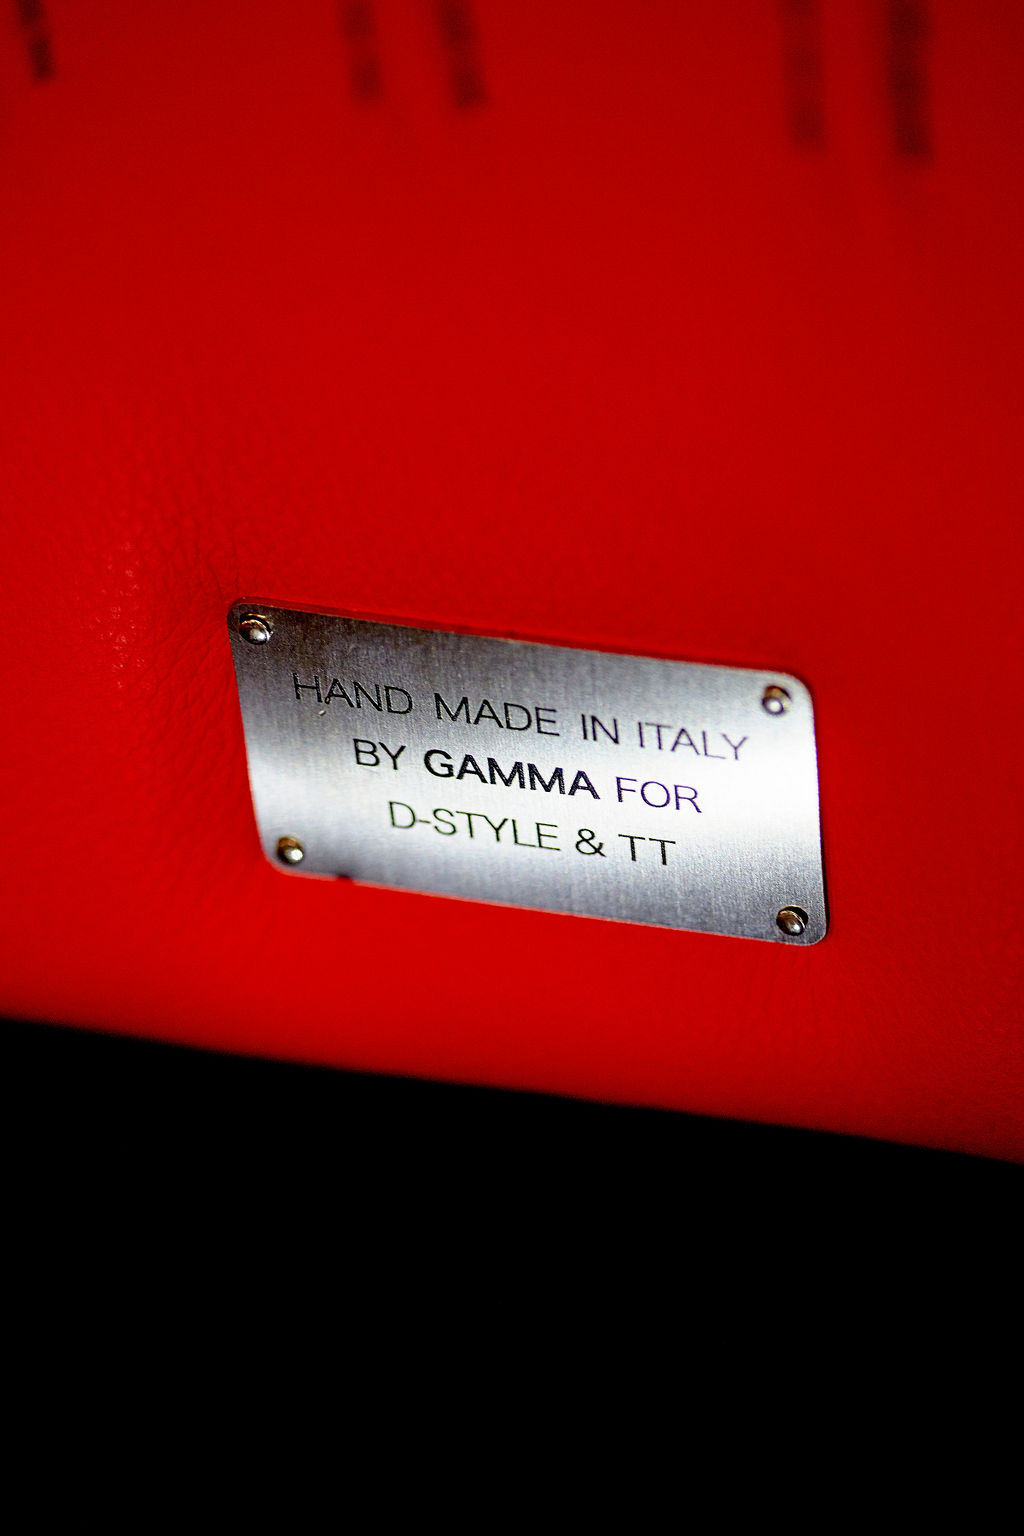 HAND MADE IN ITALY
BY GAMMA FOR
D-STYLE & TT